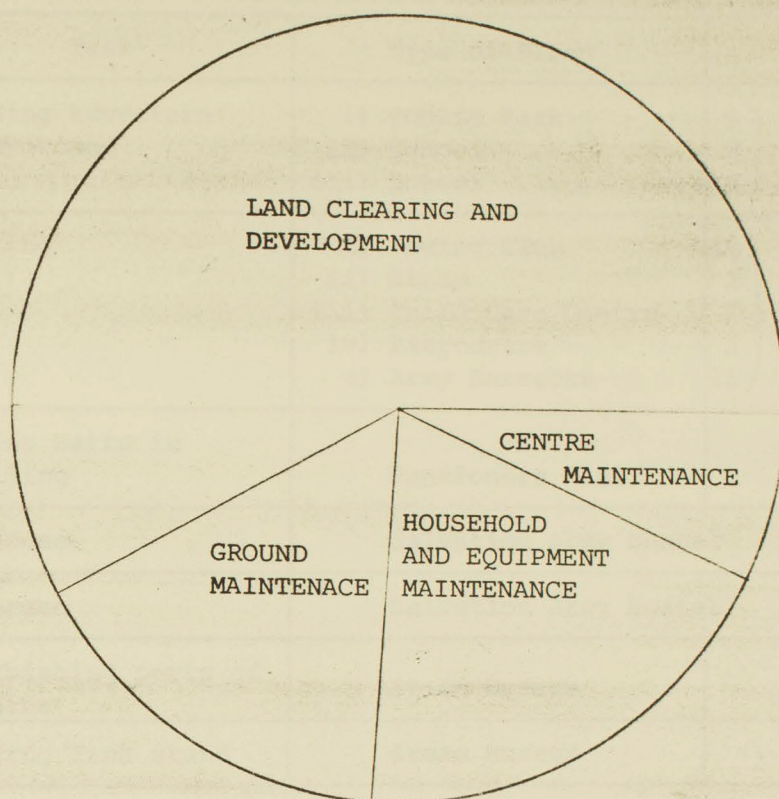 LAND CLEARING AND
DEVELOPMENT
CENTRE
MAINTENANCE
HOUSEHOLD
AND EQUIPMENT
MAINTENANCE
GROUND
MAINTENACE